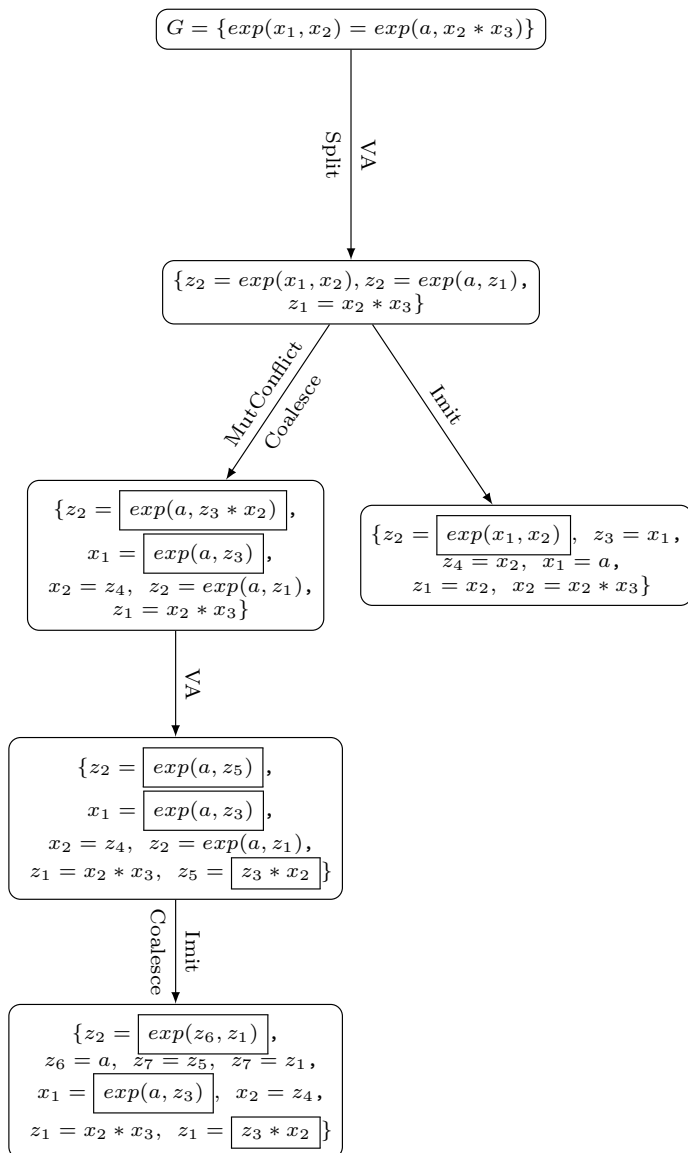 G = {exp(x₁, x₂) = exp(a, x₂ ∗ x₃)}
Split
VA
{z₂ = exp(x₁, x₂), z₂ = exp(a, z₁),
z₁ = x₂ ∗ x₃}
MutConflict
Coalesce
Imit
{z₂ = exp(a, z₃ ∗ x₂),
x₁ = exp(a, z₃),
x₂ = z₄, z₂ = exp(a, z₁),
z₁ = x₂ ∗ x₃}
{z₂ = exp(x₁, x₂), z₃ = x₁,
z₄ = x₂, x₁ = a,
z₁ = x₂, x₂ = x₂ ∗ x₃}
VA
{z₂ = exp(a, z₅),
x₁ = exp(a, z₃),
x₂ = z₄, z₂ = exp(a, z₁),
z₁ = x₂ ∗ x₃, z₅ = z₃ ∗ x₂}
Coalesce
Imit
{z₂ = exp(z₆, z₁),
z₆ = a, z₇ = z₅, z₇ = z₁,
x₁ = exp(a, z₃), x₂ = z₄,
z₁ = x₂ ∗ x₃, z₁ = z₃ ∗ x₂}